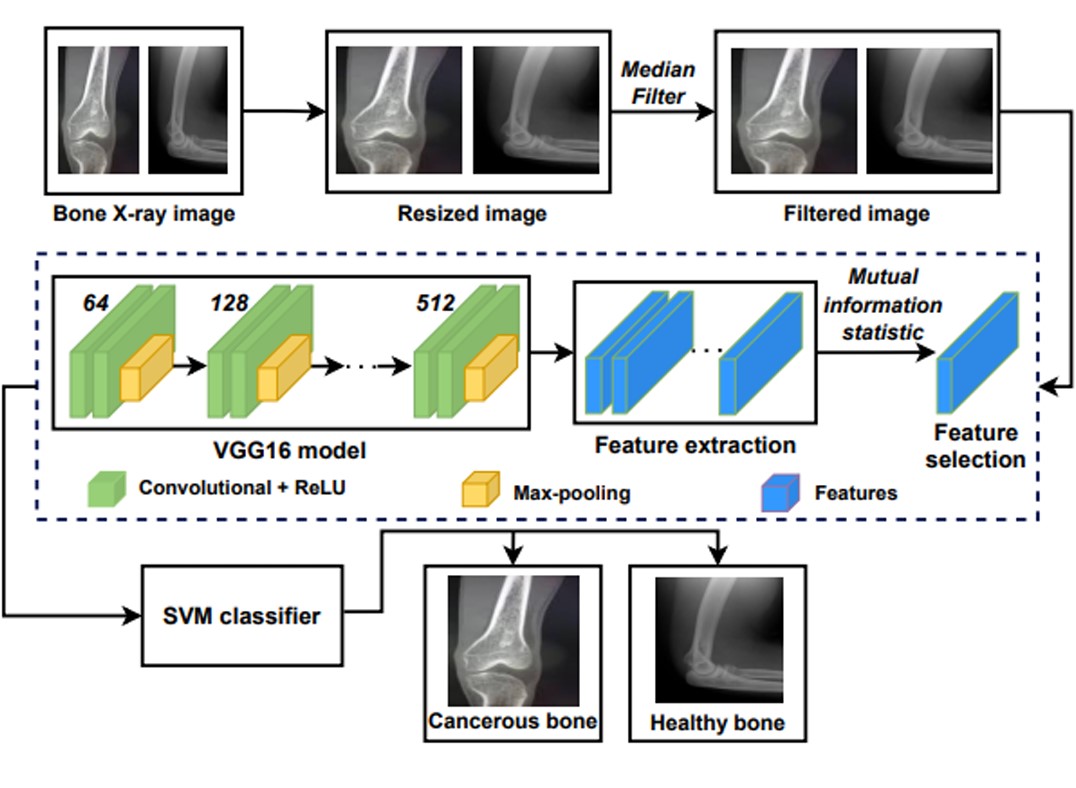 Median
Filter
Bone X-ray image
Resized image
Filtered image
64
128
512
Mutual
information
statistic
. . .
. . .
VGG16 model
Feature extraction
Feature
selection
Convolutional + ReLU
Max-pooling
Features
SVM classifier
Cancerous bone
Healthy bone